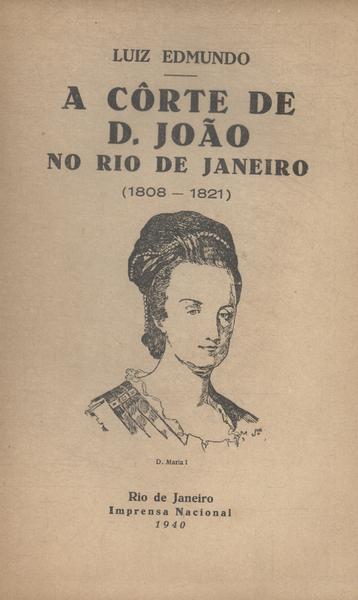 LUIZ EDMUNDO
A CÔRTE DE
D. JOÃO
NO RIO DE JANEIRO
(1808 — 1821)
D. Maria I
Rio de Janeiro
Imprensa Nacional
1940